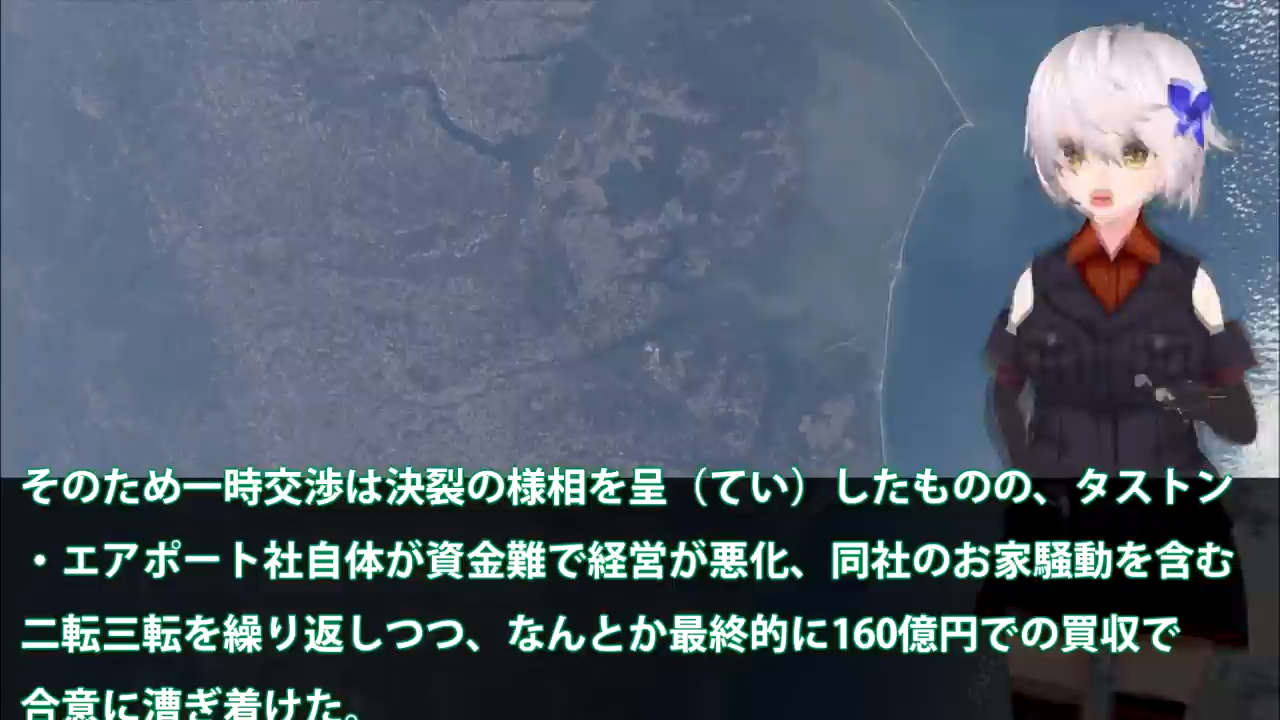 そのため一時交渉は決裂の様相を呈（てい）したものの、タストン
・エアポート社自体が資金難で経営が悪化、同社のお家騒動を含む
二転三転を繰り返しつつ、なんとか最終的に160億円での買収で
合意に漕ぎ着けた。